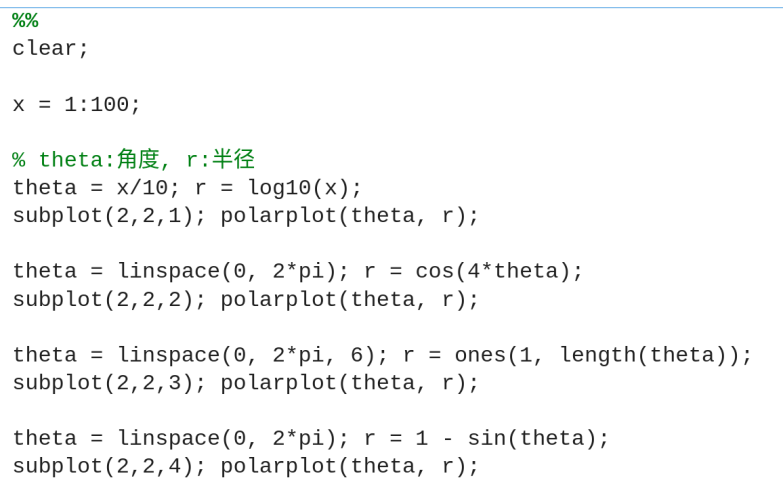 %%
clear;
x = 1:100;
% theta:角度, r:半径
theta = x/10; r = log10(x);
subplot(2,2,1); polarplot(theta, r);
theta = linspace(0, 2*pi); r = cos(4*theta);
subplot(2,2,2); polarplot(theta, r);
theta = linspace(0, 2*pi, 6); r = ones(1, length(theta));
subplot(2,2,3); polarplot(theta, r);
theta = linspace(0, 2*pi); r = 1 - sin(theta);
subplot(2,2,4); polarplot(theta, r);